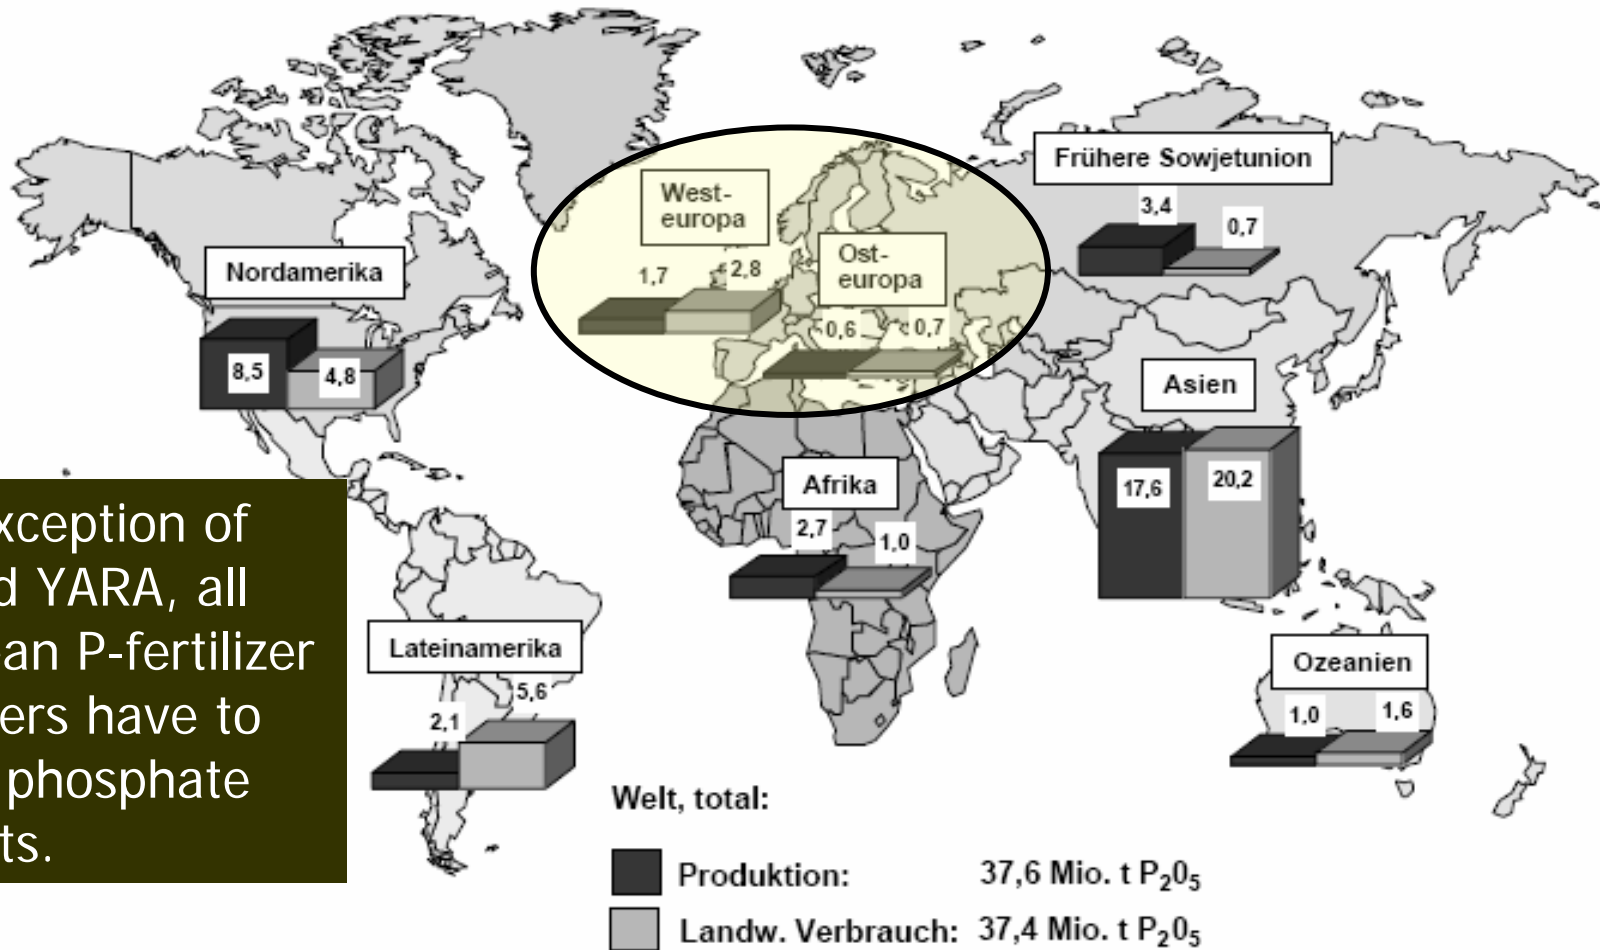 Frühere Sowjetunion
3,4
0,7
West-
europa
1,7
2,8
Ost-
europa
0,6
0,7
Nordamerika
8,5
4,8
Asien
17,6
20,2
Afrika
2,7
1,0
Lateinamerika
2,1
5,6
Ozeanien
1,0
1,6
xception of
d YARA, all
an P-fertilizer
ers have to
phosphate
ts.
Welt, total:
Produktion: 37,6 Mio. t P₂0₅
Landw. Verbrauch: 37,4 Mio. t P₂0₅